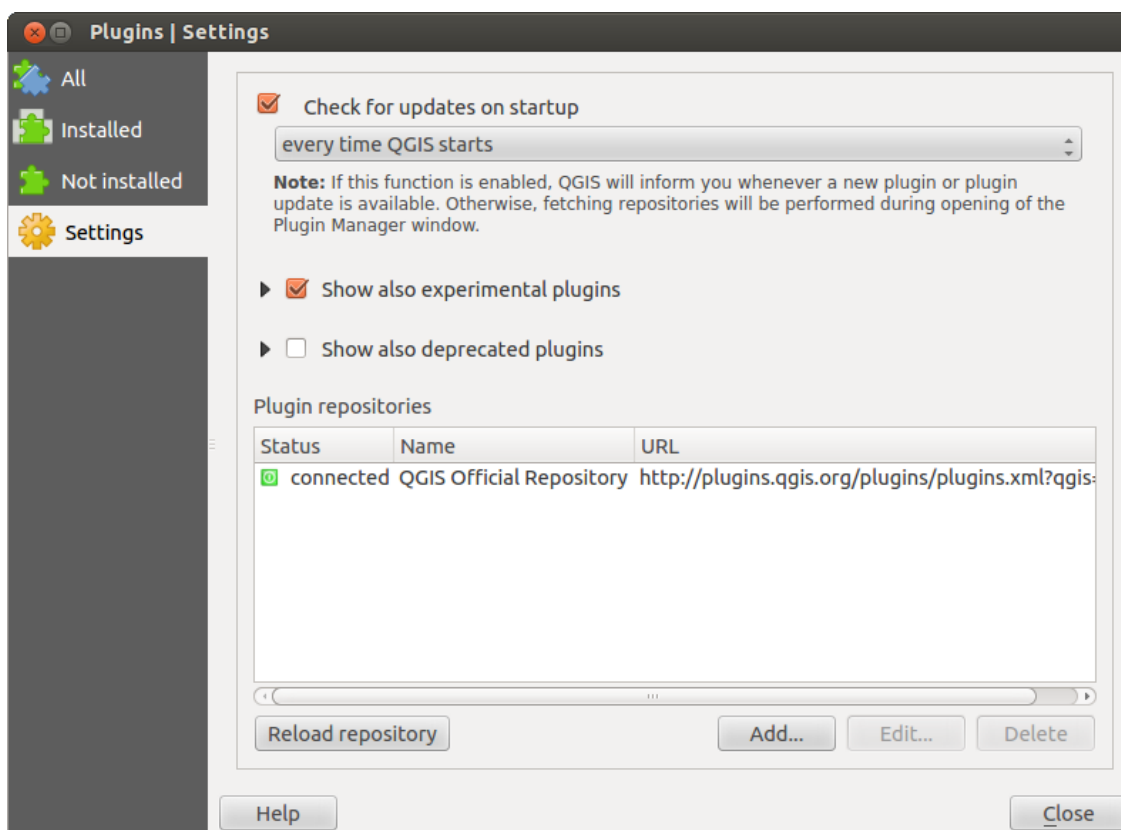 Plugins | Settings
All
Installed
Not installed
Settings
Check for updates on startup
every time QGIS starts
Note: If this function is enabled, QGIS will inform you whenever a new plugin or plugin
update is available. Otherwise, fetching repositories will be performed during opening of the
Plugin Manager window.
Show also experimental plugins
Show also deprecated plugins
Plugin repositories
Status Name URL
connected QGIS Official Repository http://plugins.qgis.org/plugins/plugins.xml?qgis=
Reload repository Add... Edit... Delete
Help Close